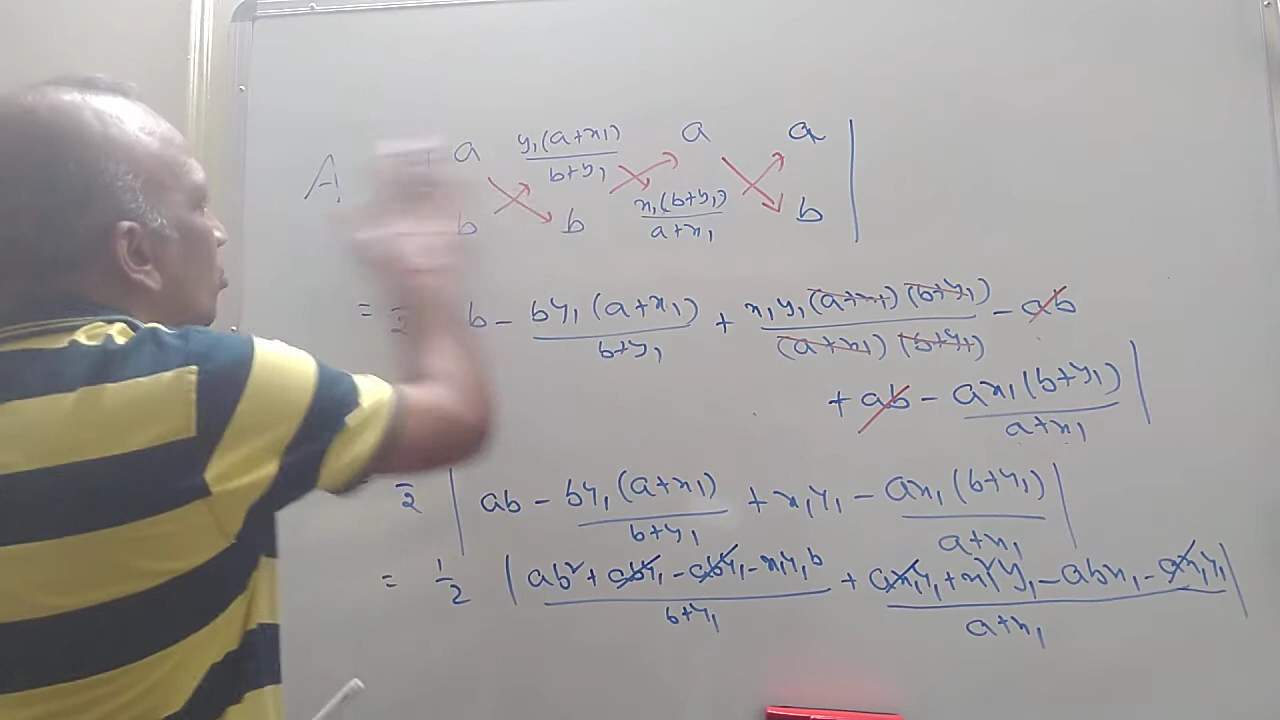 A₁ a y₁(a+x₁)/(b+y₁) a a |
b b x₁(b+y₁)/(a+x₁) b
= b - by₁(a+x₁)/(b+y₁) + x₁y₁(a+x₁)(b+y₁)/((a+x₁)(b+y₁)) - ab
+ ab - ax₁(b+y₁)/(a+x₁) |
= 2 | ab - by₁(a+x₁)/(b+y₁) + x₁y₁ - ax₁(b+y₁)/(a+x₁) |
= 1/2 | (ab² + aby₁ - aby₁ - x₁y₁b)/(b+y₁) + (ax₁y₁ + x₁²y₁ - abx₁ - ax₁y₁)/(a+x₁) |